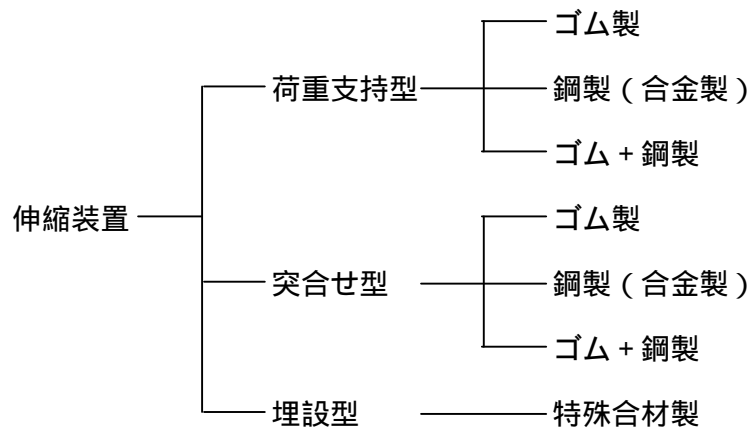 ゴム製
荷重支持型
鋼製（合金製）
ゴム＋鋼製
伸縮装置
ゴム製
突合せ型
鋼製（合金製）
ゴム＋鋼製
埋設型
特殊合材製